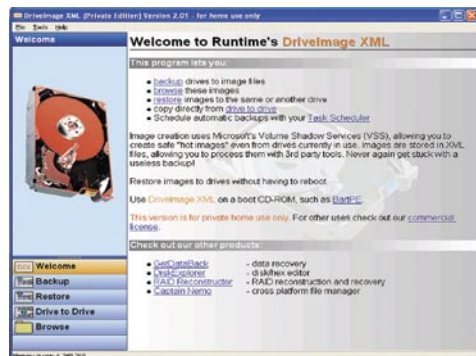 DriveImage XML (Private Edition) Version 2.01 - for home use only
File Tools Help
Welcome
Welcome to Runtime's DriveImage XML
This program lets you:
backup drives to image files
browse these images
restore images to the same or another drive
copy directly from drive to drive
Schedule automatic backups with your Task Scheduler
Image creation uses Microsoft's Volume Shadow Services (VSS), allowing you to
create safe "hot images" even from drives currently in use. Images are stored in XML
files, allowing you to process them with 3rd party tools. Never again get stuck with a
useless backup!
Restore images to drives without having to reboot.
Use DriveImage XML on a boot CD-ROM, such as BartPE.
This version is for private home use only. For other uses check out our commercial
license.
Check out our other products:
GetDataBack - data recovery
DiskExplorer - disk/hex editor
RAID Reconstructor - RAID reconstruction and recovery
Captain Nemo - cross platform file manager
Welcome
Backup
Restore
Drive to Drive
Browse